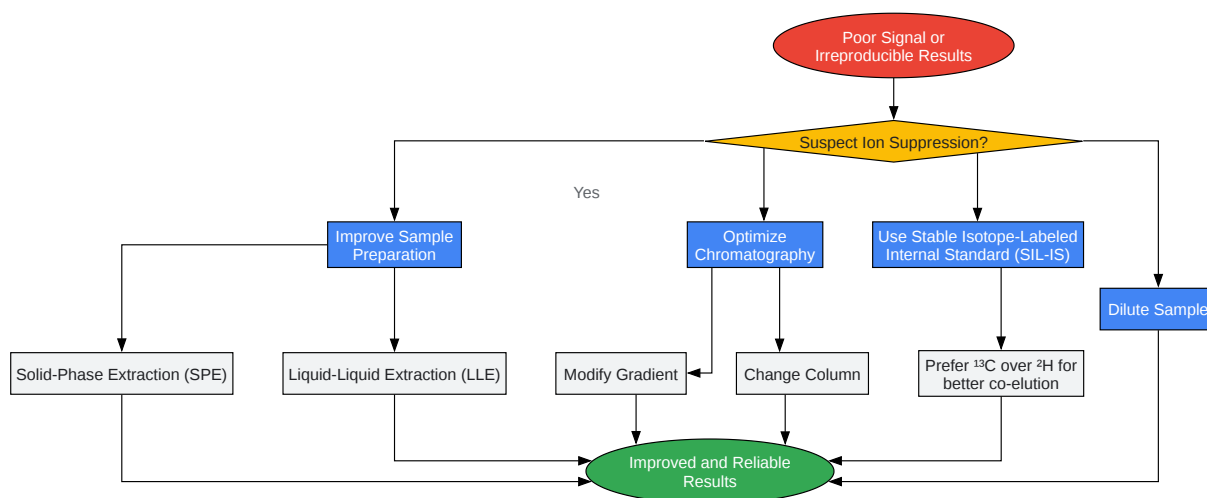 Poor Signal or
Irreproducible Results
Suspect Ion Suppression?
Yes
Improve Sample
Preparation
Optimize
Chromatography
Use Stable Isotope-Labeled
Internal Standard (SIL-IS)
Dilute Sample
Solid-Phase Extraction (SPE)
Liquid-Liquid Extraction (LLE)
Modify Gradient
Change Column
Prefer ¹³C over ²H for
better co-elution
Improved and Reliable
Results